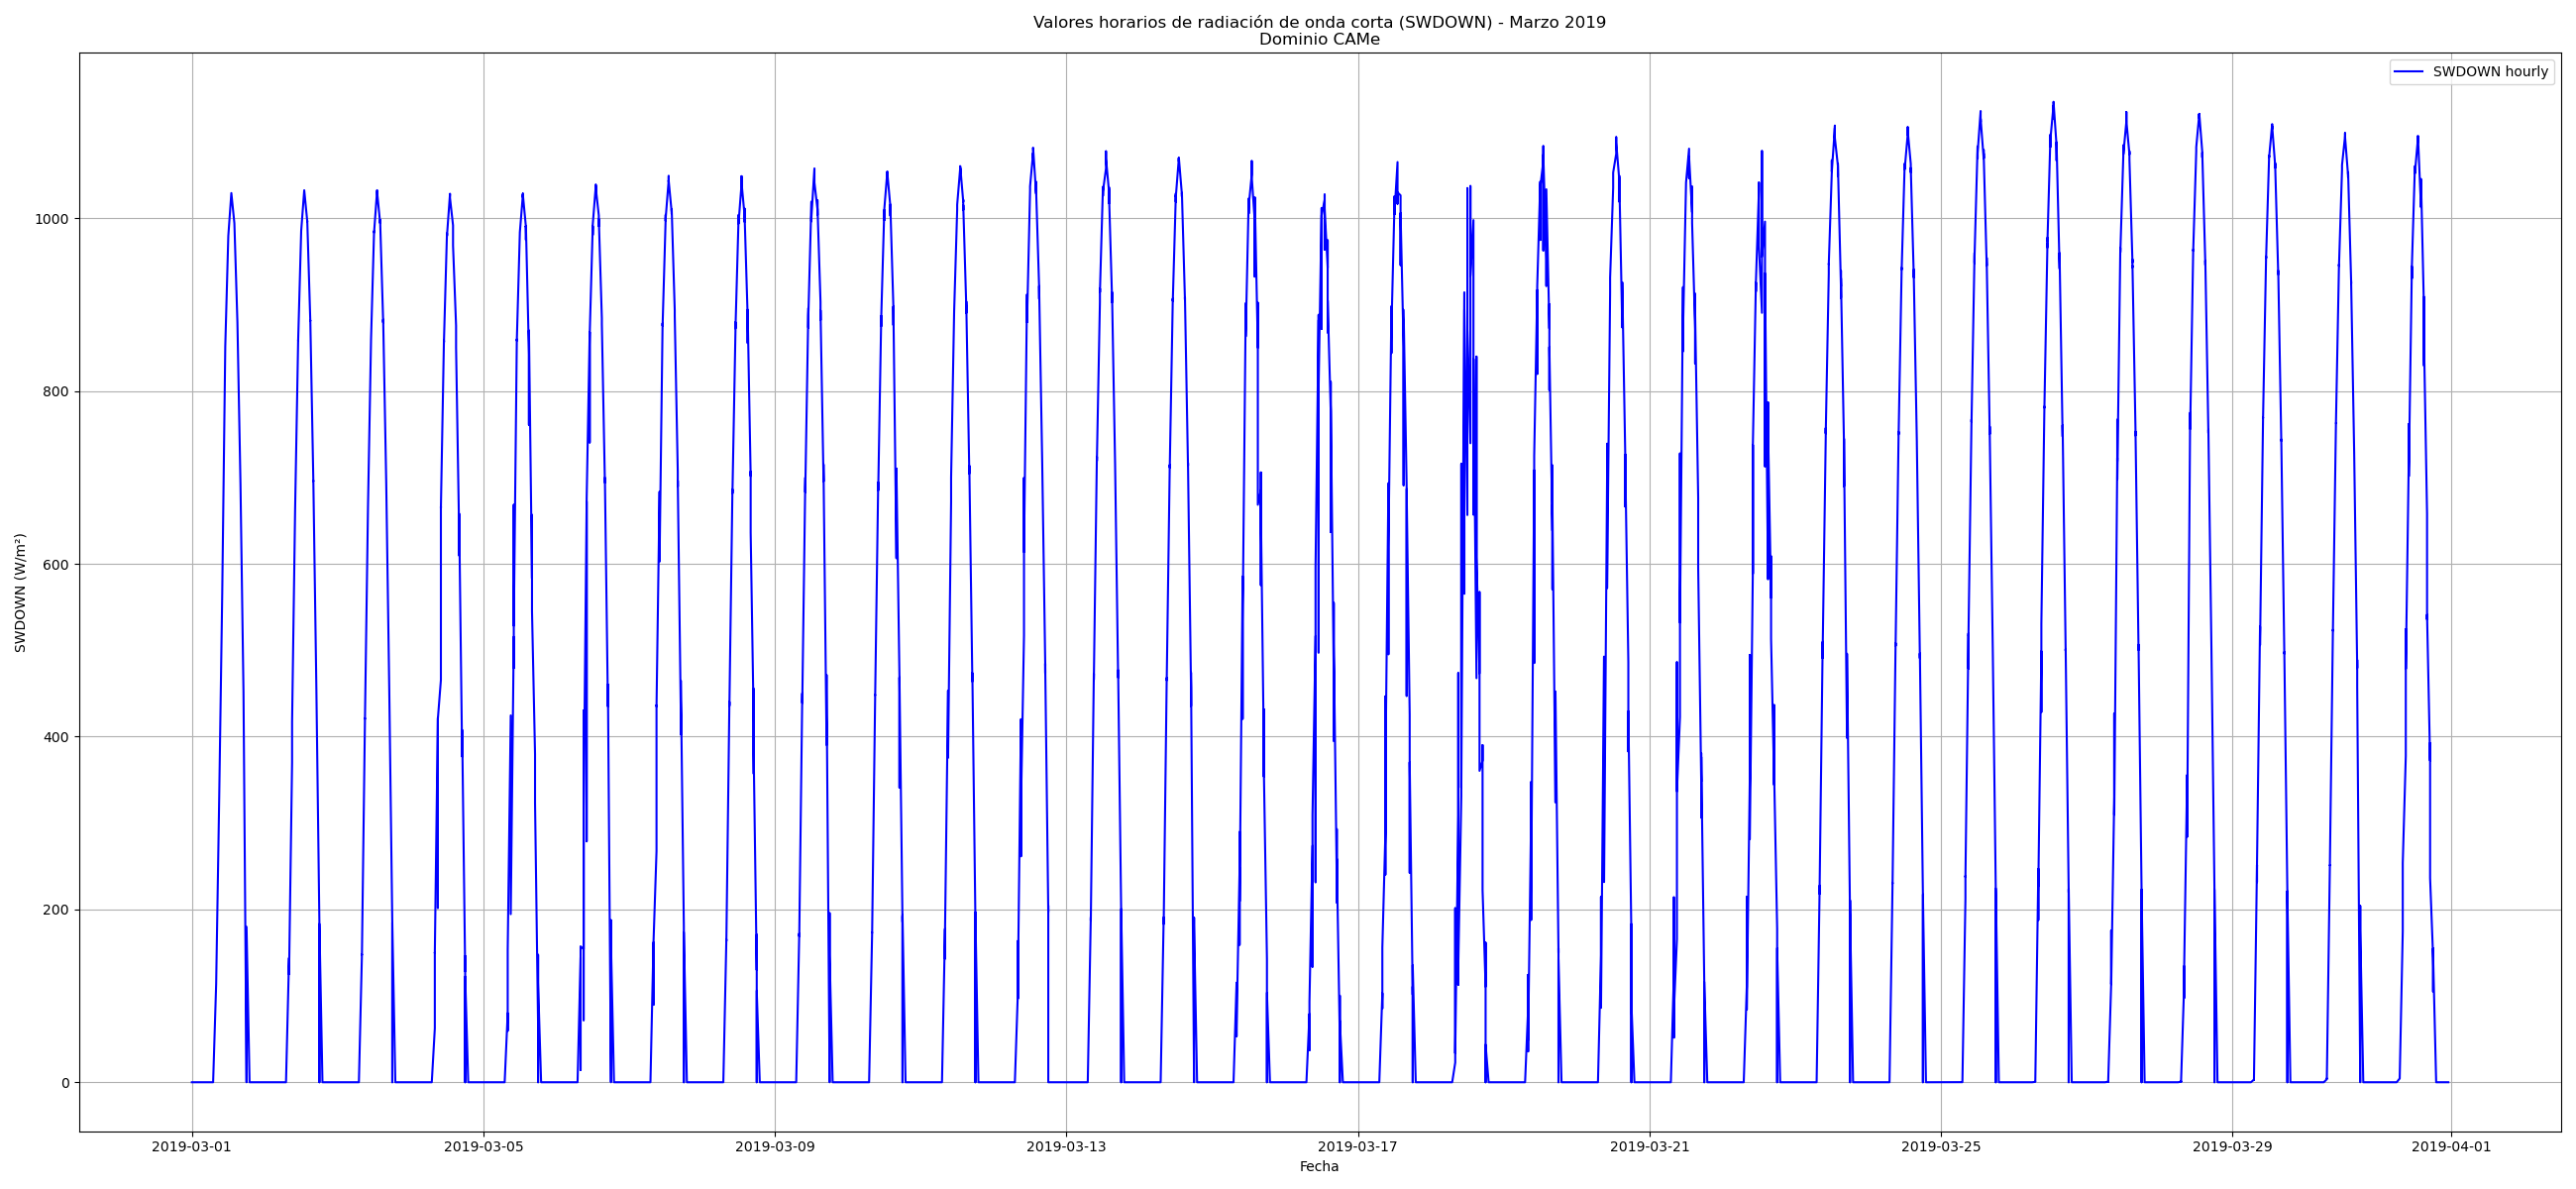 Valores horarios de radiación de onda corta (SWDOWN) - Marzo 2019
Dominio CAMe
SWDOWN hourly
1000
800
600
400
200
0
SWDOWN (W/m²)
2019-03-01 2019-03-05 2019-03-09 2019-03-13 2019-03-17 2019-03-21 2019-03-25 2019-03-29 2019-04-01
Fecha